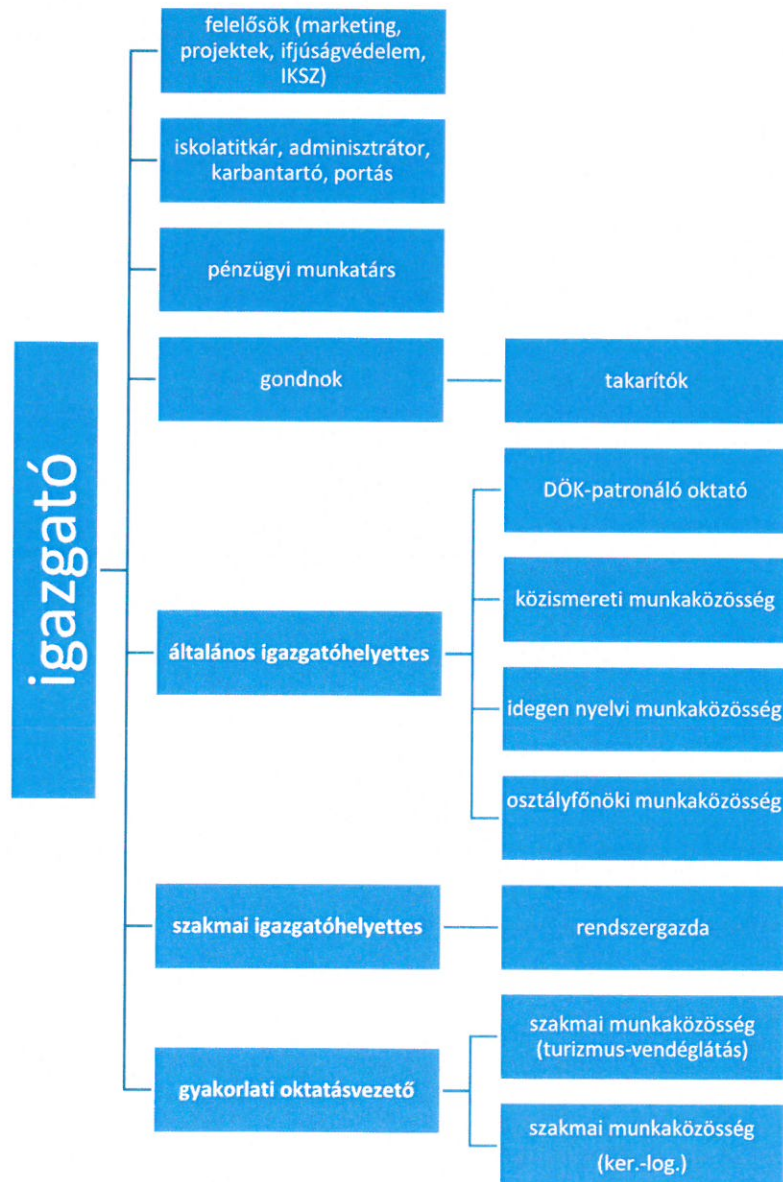 felelősök (marketing,
projektek, ifjúságvédelem,
IKSZ)
iskolatitkár, adminisztrátor,
karbantartó, portás
pénzügyi munkatárs
gondnok
takarítók
igazgató
DÖK-patronáló oktató
közismereti munkaközösség
általános igazgatóhelyettes
idegen nyelvi munkaközösség
osztályfőnöki munkaközösség
szakmai igazgatóhelyettes
rendszergazda
szakmai munkaközösség
(turizmus-vendéglátás)
gyakorlati oktatásvezető
szakmai munkaközösség
(ker.-log.)